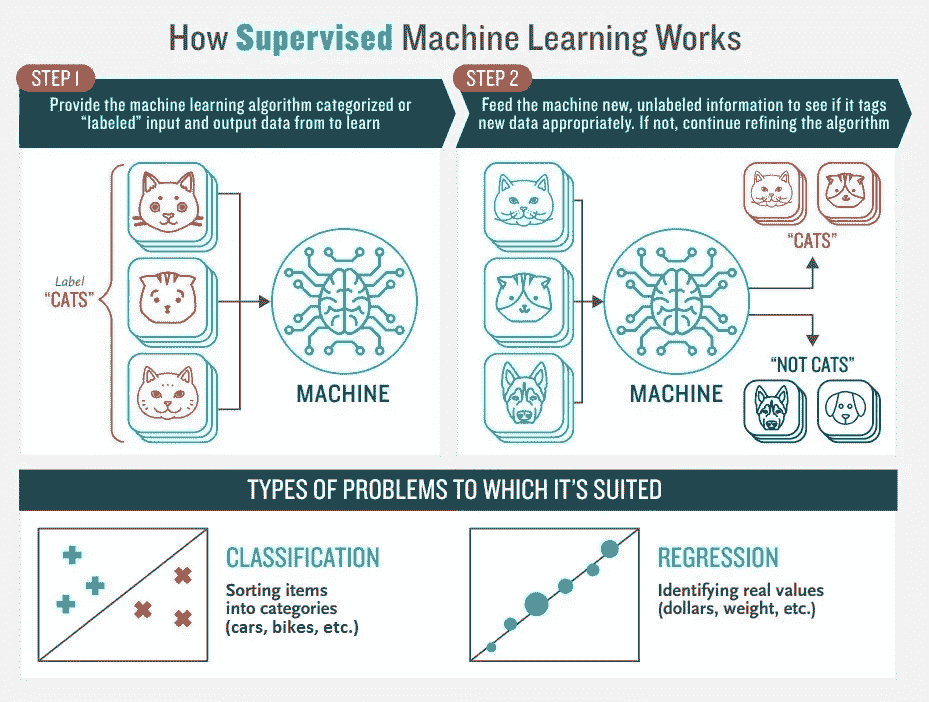 How Supervised Machine Learning Works
STEP 1
Provide the machine learning algorithm categorized or
“labeled” input and output data from to learn
STEP 2
Feed the machine new, unlabeled information to see if it tags
new data appropriately. If not, continue refining the algorithm
Label
“CATS”
MACHINE
MACHINE
“CATS”
“NOT CATS”
TYPES OF PROBLEMS TO WHICH IT’S SUITED
CLASSIFICATION
Sorting items
into categories
(cars, bikes, etc.)
REGRESSION
Identifying real values
(dollars, weight, etc.)